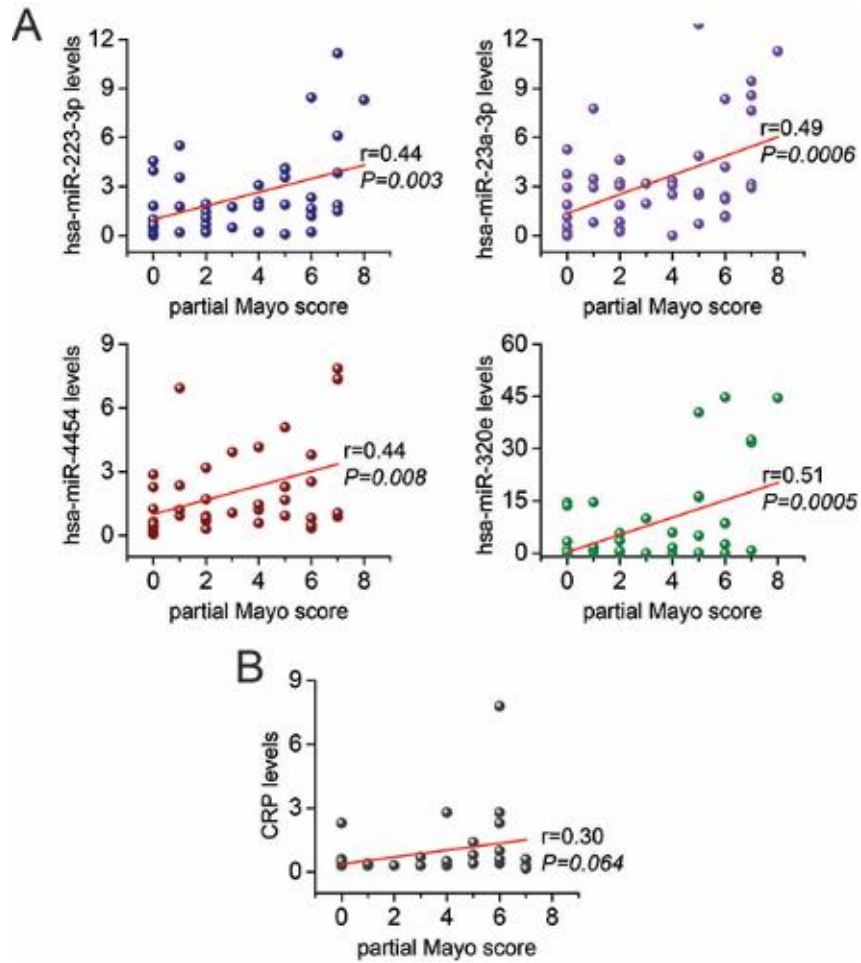 A
hsa-miR-223-3p levels
12
9
6
3
0
r=0.44
P=0.003
0 2 4 6 8
partial Mayo score
hsa-miR-23a-3p levels
12
9
6
3
0
r=0.49
P=0.0006
0 2 4 6 8
partial Mayo score
hsa-miR-4454 levels
9
6
3
0
r=0.44
P=0.008
0 2 4 6 8
partial Mayo score
hsa-miR-320e levels
60
45
30
15
0
r=0.51
P=0.0005
0 2 4 6 8
partial Mayo score
B
CRP levels
9
6
3
0
r=0.30
P=0.064
0 2 4 6 8
partial Mayo score